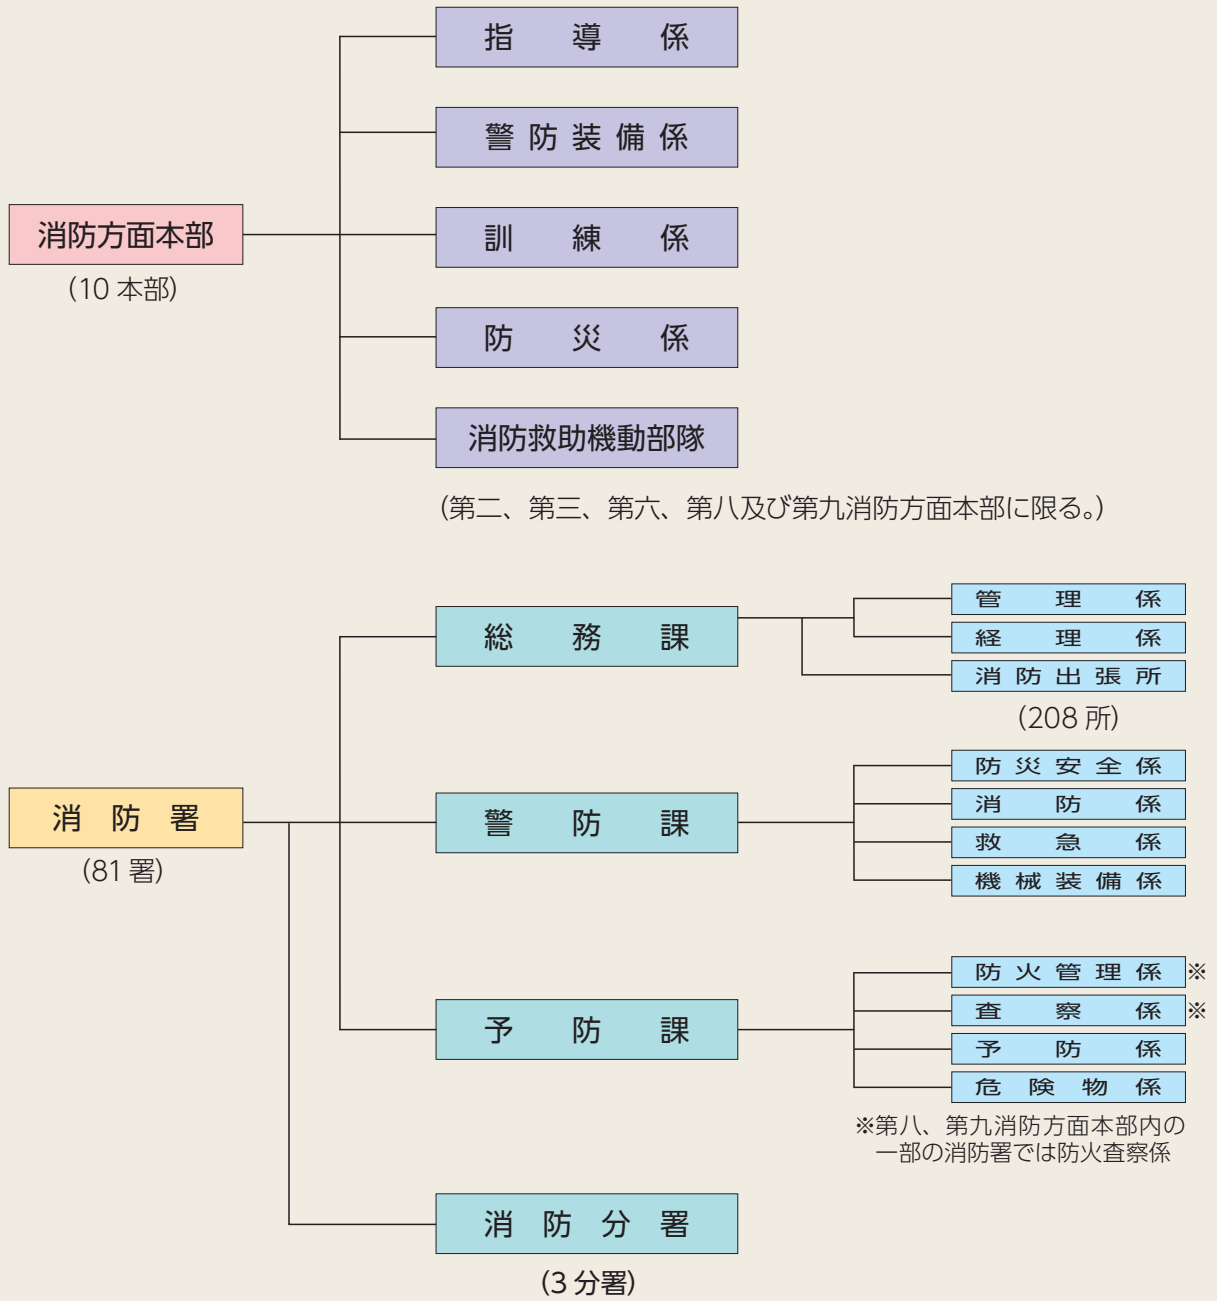 指導係
警防装備係
消防方面本部
訓練係
(10 本部)
防災係
消防救助機動部隊
(第二、第三、第六、第八及び第九消防方面本部に限る。)
総務課
管理係
経理係
消防出張所
(208 所)
消防署
(81 署)
警防課
防災安全係
消防係
救急係
機械装備係
予防課
防火管理係※
査察係※
予防係
危険物係
※第八、第九消防方面本部内の
一部の消防署では防火査察係
消防分署
(3 分署)